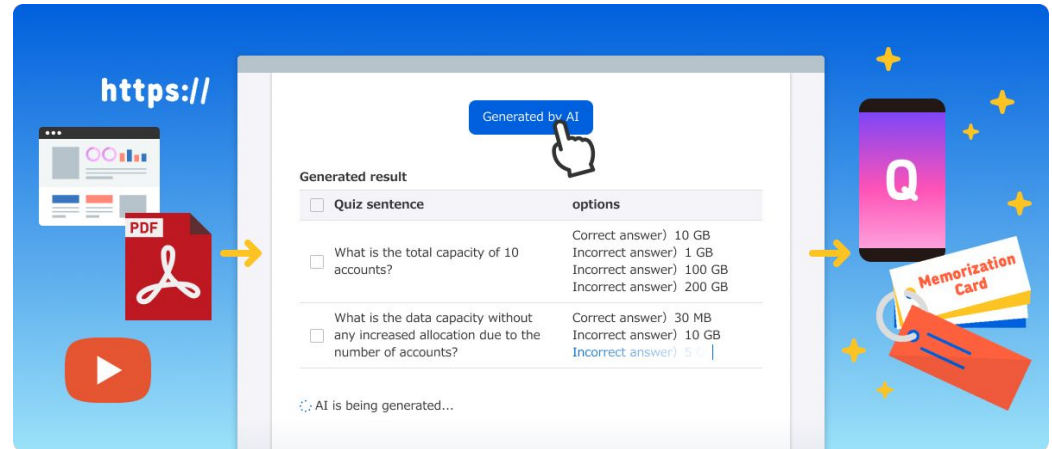 https://
PDF
Generated by AI
Generated result
Quiz sentence
options
What is the total capacity of 10
accounts?
Correct answer) 10 GB
Incorrect answer) 1 GB
Incorrect answer) 100 GB
Incorrect answer) 200 GB
What is the data capacity without
any increased allocation due to the
number of accounts?
Correct answer) 30 MB
Incorrect answer) 10 GB
Incorrect answer) 5
AI is being generated...
Q
Memorization
Card